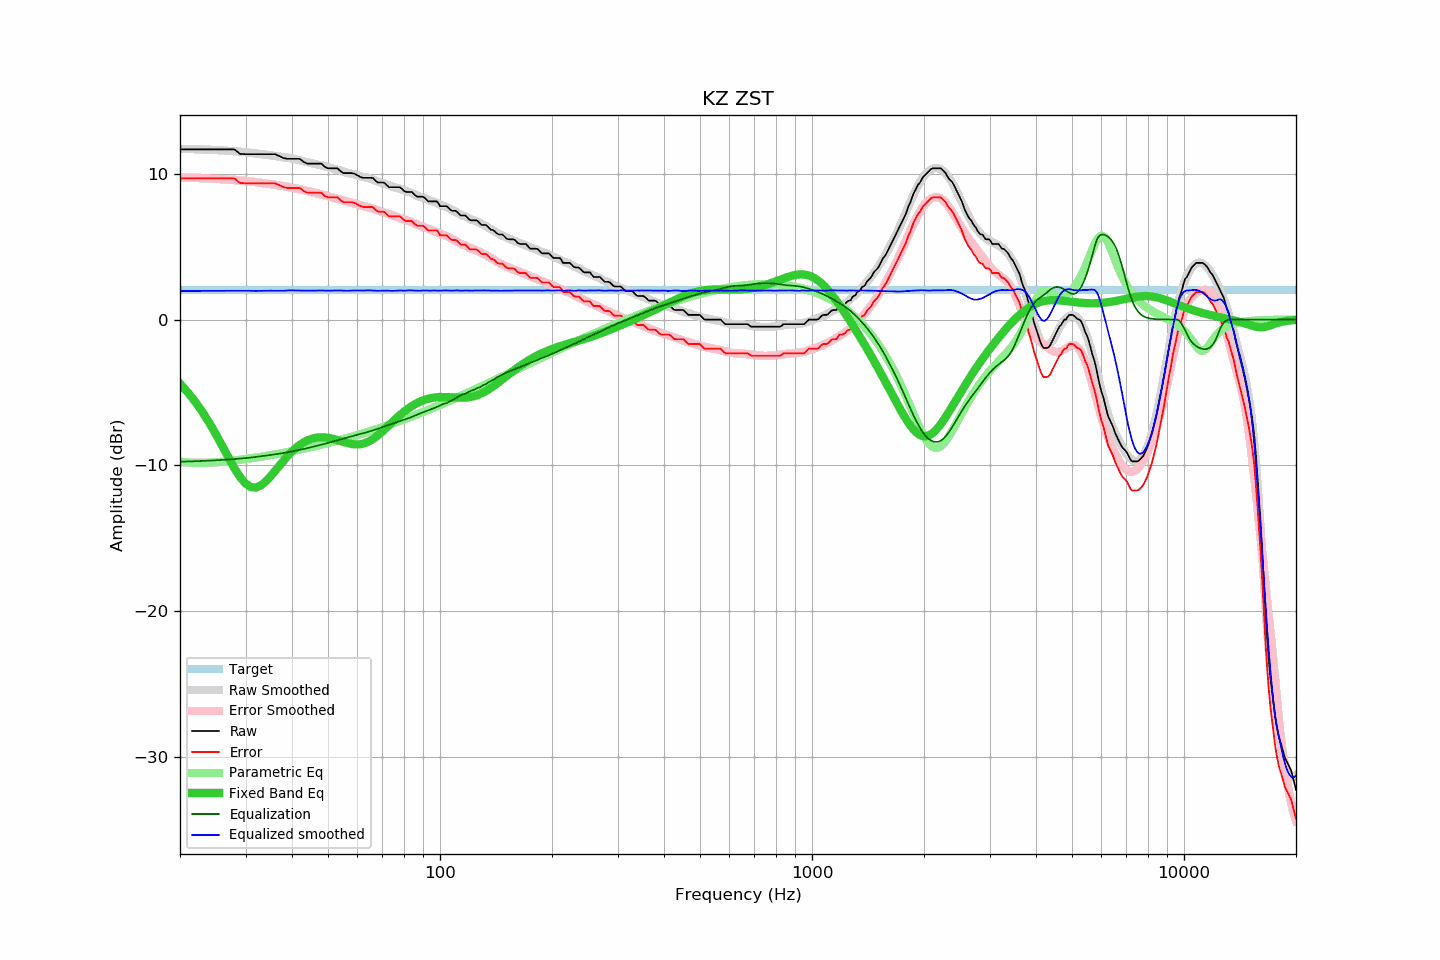 KZ ZST
10
0
−10
−20
−30
Amplitude (dBr)
Target
Raw Smoothed
Error Smoothed
Raw
Error
Parametric Eq
Fixed Band Eq
Equalization
Equalized smoothed
100
1000
10000
Frequency (Hz)